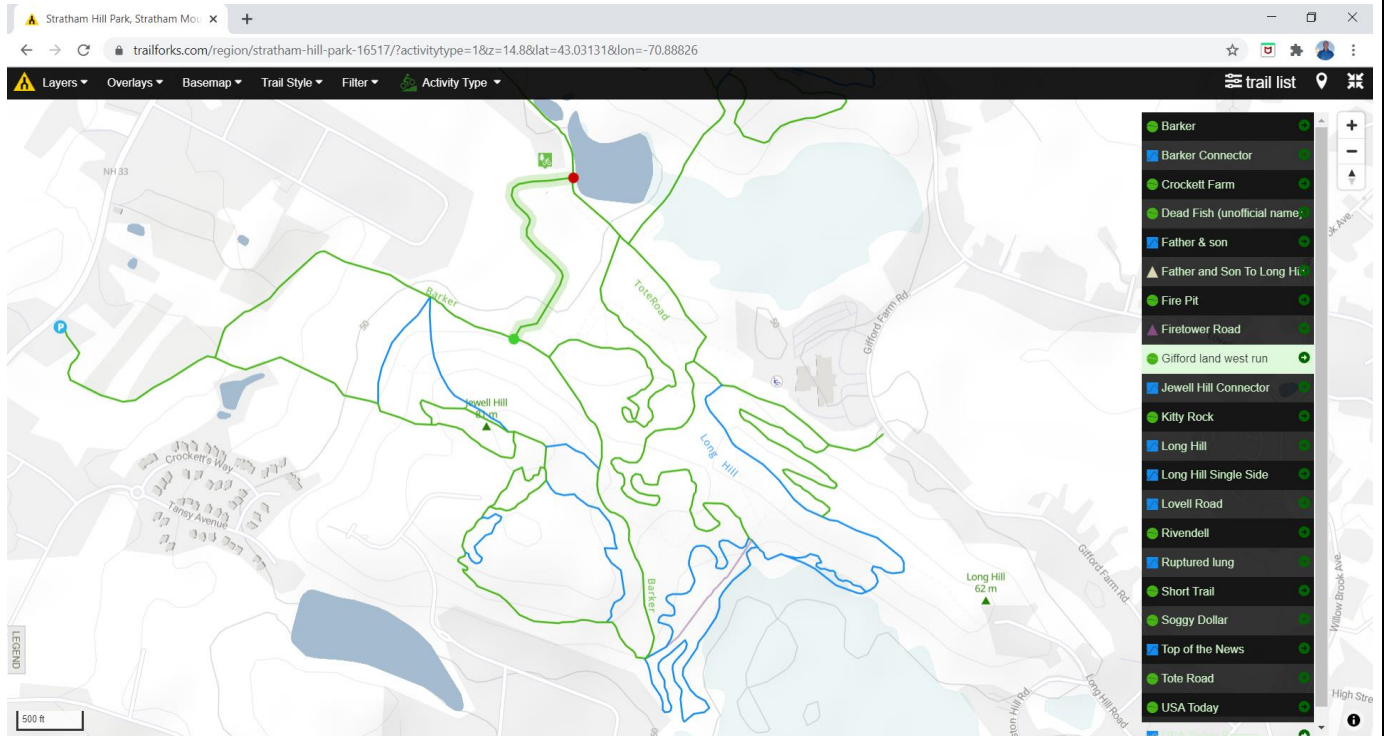 Stratham Hill Park, Stratham Mou
trailforks.com/region/stratham-hill-park-16517/?activitytype=1&z=14.8&lat=43.03131&lon=-70.88826
Layers Overlays Basemap Trail Style Filter Activity Type trail list
NH 33
Barker
ToteRoad
50
50
Gifford Farm Rd.
Jewell Hill
81 m
Long Hill
Crockett's Way
Tansy Avenue
Barker
Long Hill
62 m
Gifford Farm Rd
Long Hill Road
50
LEGEND
500 ft
P
Barker
Barker Connector
Crockett Farm
Dead Fish (unofficial name)
Father & son
Father and Son To Long Hil
Fire Pit
Firetower Road
Gifford land west run
Jewell Hill Connector
Kitty Rock
Long Hill
Long Hill Single Side
Lovell Road
Rivendell
Ruptured lung
Short Trail
Soggy Dollar
Top of the News
Tote Road
USA Today
Willow Brook Ave
High Stre